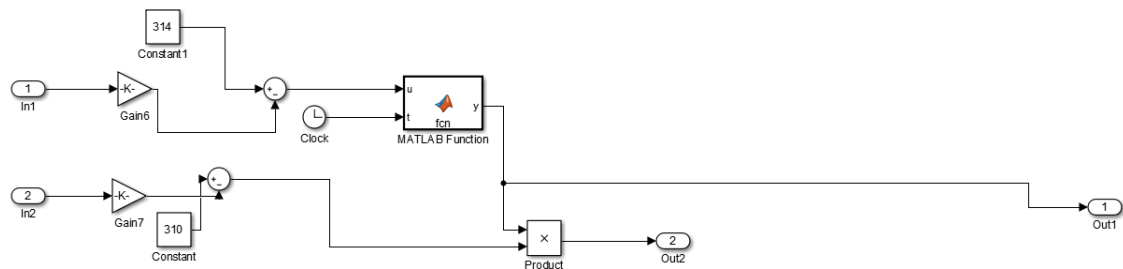 314
Constant1
1
In1
-K-
Gain6
+
-
Clock
u
t
y
fcn
MATLAB Function
2
In2
-K-
Gain7
+
-
310
Constant
×
Product
2
Out2
1
Out1